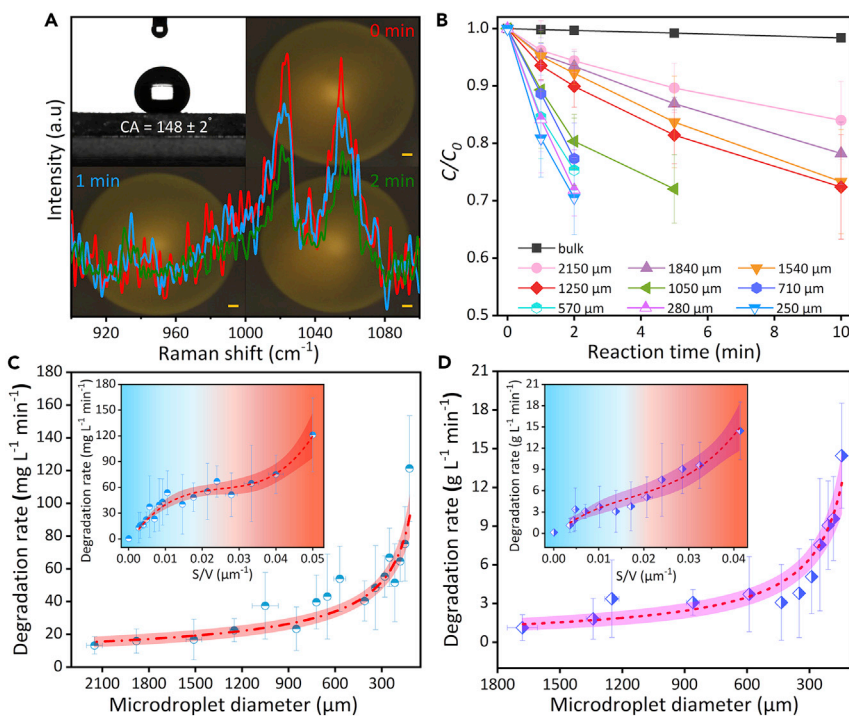 A
0 min
CA = 148 ± 2°
1 min
2 min
Intensity (a.u)
920 960 1000 1040 1080
Raman shift (cm⁻¹)
B
1.0
0.9
0.8
0.7
0.6
0.5
C/C₀
bulk
2150 μm 1840 μm 1540 μm
1250 μm 1050 μm 710 μm
570 μm 280 μm 250 μm
0 2 4 6 8 10
Reaction time (min)
C
180
160
140
120
100
80
60
40
20
0
Degradation rate (mg L⁻¹ min⁻¹)
180
160
140
120
100
80
60
40
20
0
Degradation rate (mg L⁻¹ min⁻¹)
0.00 0.01 0.02 0.03 0.04 0.05
S/V (μm⁻¹)
2100 1800 1500 1200 900 600 300
Microdroplet diameter (μm)
D
21
18
15
12
9
6
3
0
Degradation rate (g L⁻¹ min⁻¹)
21
18
15
12
9
6
3
0
Degradation rate (g L⁻¹ min⁻¹)
0.00 0.01 0.02 0.03 0.04
S/V (μm⁻¹)
1800 1500 1200 900 600 300
Microdroplet diameter (μm)